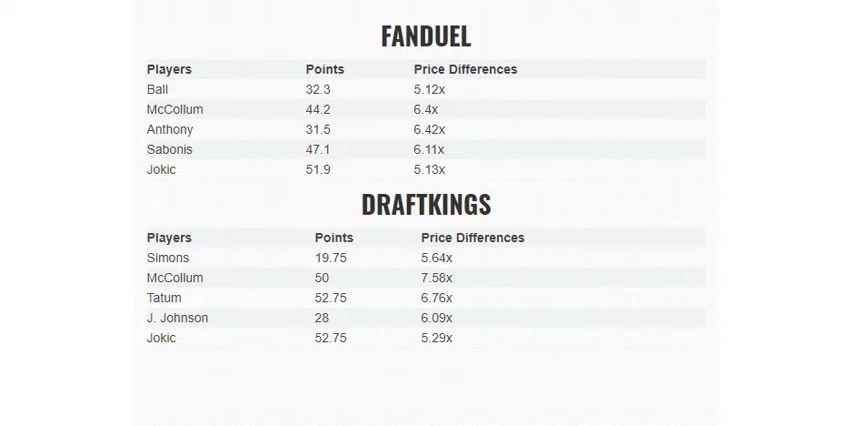 FANDUEL
Players Points Price Differences
Ball 32.3 5.12x
McCollum 44.2 6.4x
Anthony 31.5 6.42x
Sabonis 47.1 6.11x
Jokic 51.9 5.13x
DRAFTKINGS
Players Points Price Differences
Simons 19.75 5.64x
McCollum 50 7.58x
Tatum 52.75 6.76x
J. Johnson 28 6.09x
Jokic 52.75 5.29x